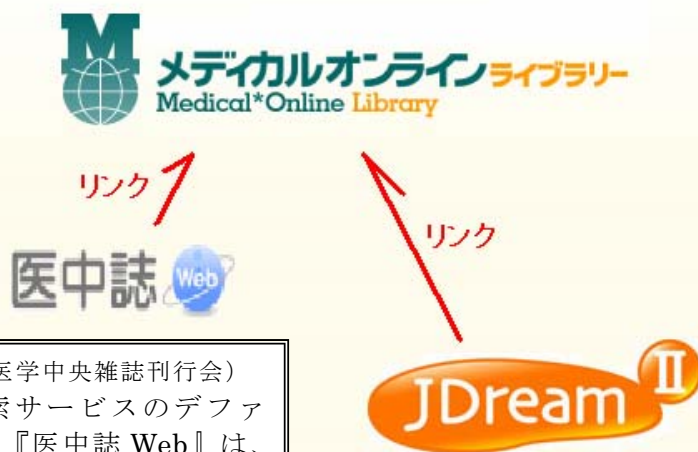 メディカルオンラインライブラリー
Medical*Online Library
リンク
リンク
医中誌 Web
医学中央雑誌刊行会）
索サービスのデファ
『医中誌 Web』は、
JDream II